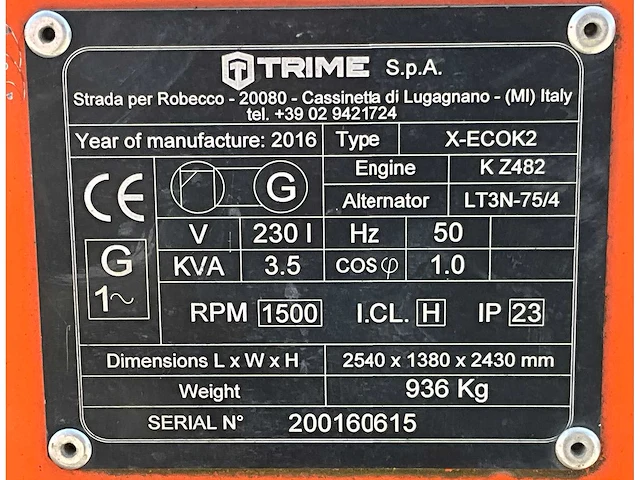 TRIME S.p.A.
Strada per Robecco - 20080 - Cassinetta di Lugagnano - (MI) Italy
tel. +39 02 9421724
Year of manufacture: 2016 Type X-ECOK2
Engine K Z482
Alternator LT3N-75/4
CE
G
V 230 I Hz 50
G
1~
KVA 3.5 COS φ 1.0
RPM 1500 I.CL. H IP 23
Dimensions L x W x H 2540 x 1380 x 2430 mm
Weight 936 Kg
SERIAL N° 200160615